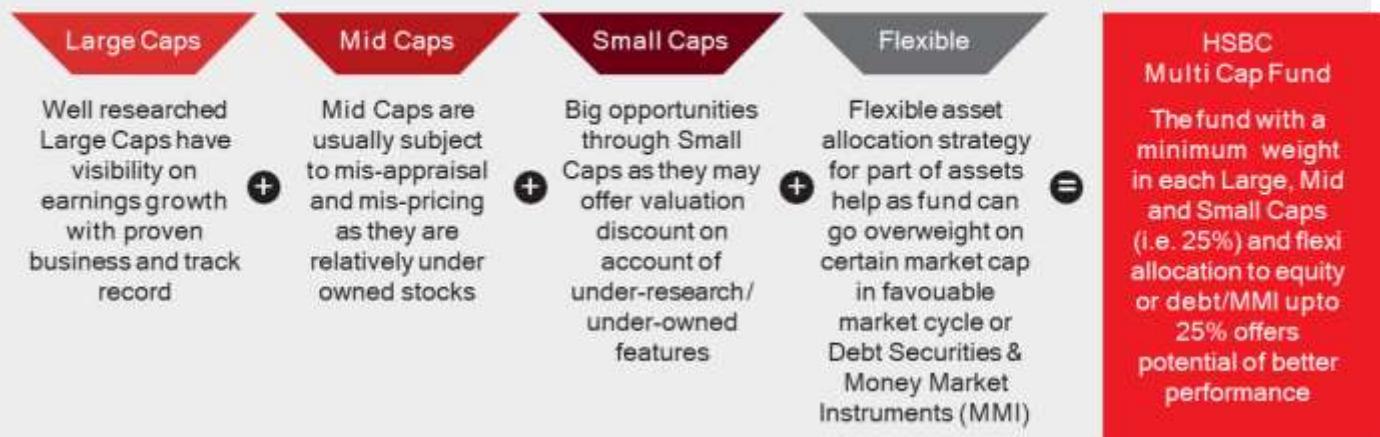 Large Caps
Well researched
Large Caps have
visibility on
earnings growth
with proven
business and track
record
+
Mid Caps
Mid Caps are
usually subject
to mis-appraisal
and mis-pricing
as they are
relatively under
owned stocks
+
Small Caps
Big opportunities
through Small
Caps as they may
offer valuation
discount on
account of
under-research/
under-owned
features
+
Flexible
Flexible asset
allocation strategy
for part of assets
help as fund can
go overweight on
certain market cap
in favouable
market cycle or
Debt Securities &
Money Market
Instruments (MMI)
=
HSBC
Multi Cap Fund
The fund with a
minimum weight
in each Large, Mid
and Small Caps
(i.e. 25%) and flexi
allocation to equity
or debt/MMI upto
25% offers
potential of better
performance